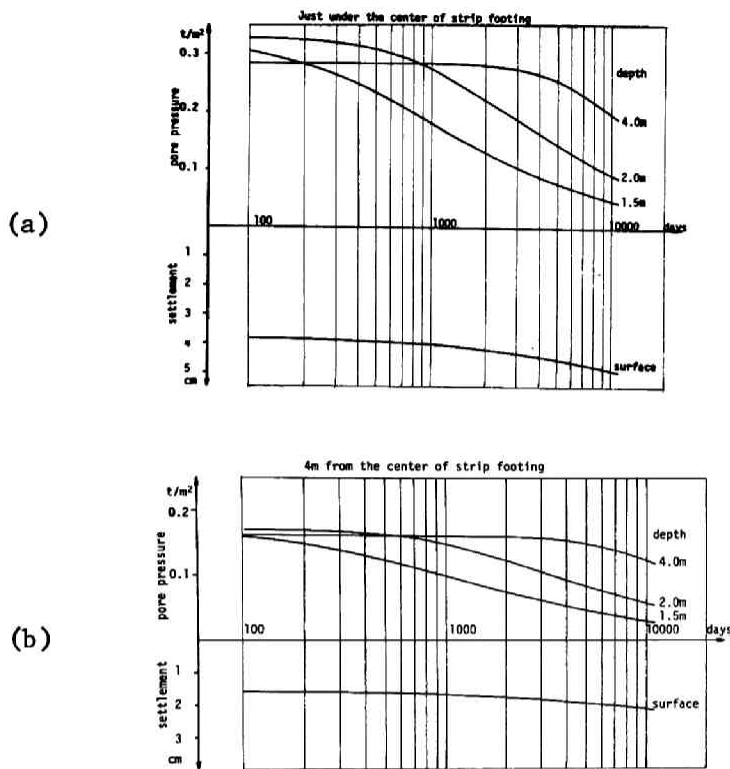 Just under the center of strip footing
t/m²
0.3
0.2
0.1
pore pressure
depth
4.0m
2.0m
1.5m
100
1000
10000
days
1
2
3
4
5
cm
settlement
surface
(a)
4m from the center of strip footing
t/m²
0.2
0.1
pore pressure
depth
4.0m
2.0m
1.5m
100
1000
10000
days
1
2
3
cm
settlement
surface
(b)